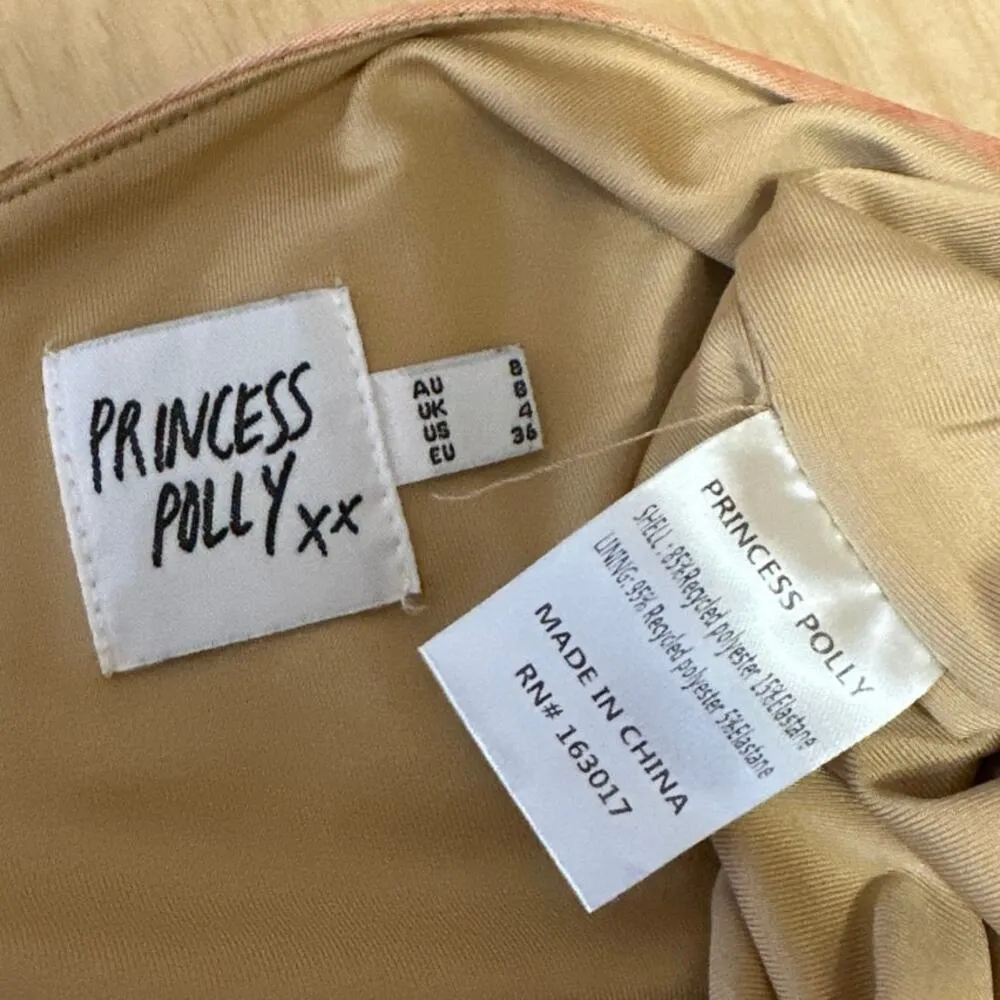 PRINCESS
POLLY xx
AU 8
UK 8
US 4
EU 36
PRINCESS POLLY
SHELL: 85%Recycled polyester 15%Elastane
LINING: 95% Recycled polyester 5%Elastane
MADE IN CHINA
RN# 163017